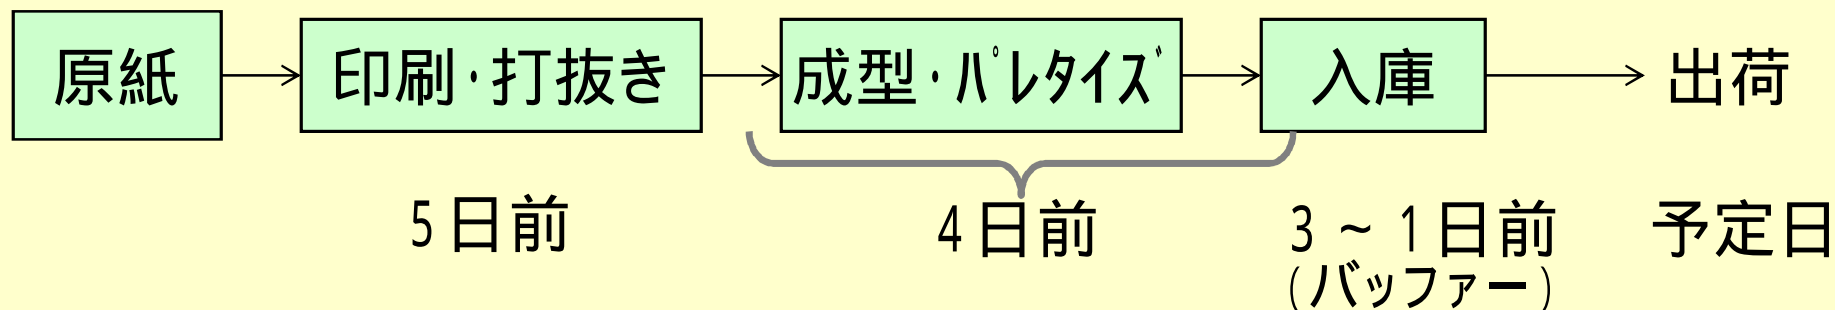 原紙
印刷･打抜き
成型･ﾊﾟﾚﾀｲｽﾞ
入庫
出荷
5日前
4日前
3～1日前
(バッファー)
予定日